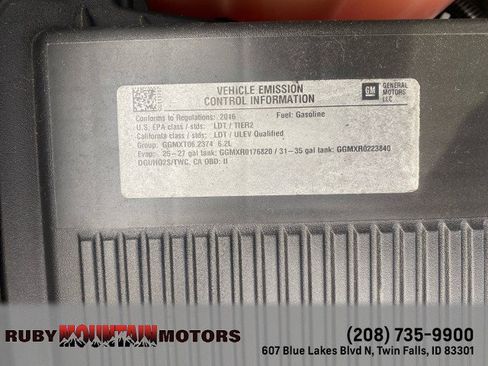 VEHICLE EMISSION
CONTROL INFORMATION
GM
GENERAL
MOTORS
LLC
Conforms to Regulations: 2016 Fuel: Gasoline
U.S. EPA class / stds: LDT / TIER2
California class / stds: LDT / ULEV Qualified
Group: GGMXT06.2374 6.2L
Evap: 25-27 gal tank: GGMXR0176820 / 31-35 gal tank: GGMXR0223840
DGUHO2S/TWC, CA OBD: II
RUBY MOUNTAIN MOTORS
(208) 735-9900
607 Blue Lakes Blvd N, Twin Falls, ID 83301